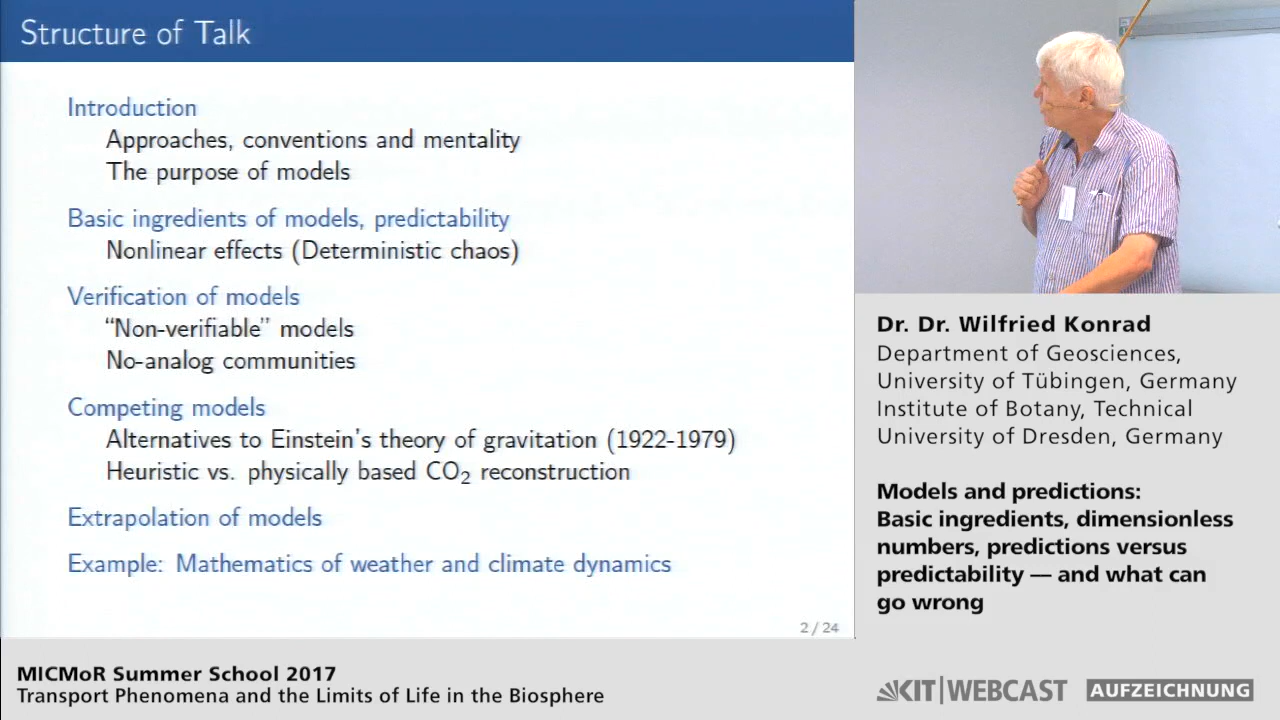 Structure of Talk
Introduction
Approaches, conventions and mentality
The purpose of models
Basic ingredients of models, predictability
Nonlinear effects (Deterministic chaos)
Verification of models
“Non-verifiable” models
No-analog communities
Competing models
Alternatives to Einstein's theory of gravitation (1922-1979)
Heuristic vs. physically based CO₂ reconstruction
Extrapolation of models
Example: Mathematics of weather and climate dynamics
2 / 24
Dr. Dr. Wilfried Konrad
Department of Geosciences,
University of Tübingen, Germany
Institute of Botany, Technical
University of Dresden, Germany
Models and predictions:
Basic ingredients, dimensionless
numbers, predictions versus
predictability — and what can
go wrong
MICMoR Summer School 2017
Transport Phenomena and the Limits of Life in the Biosphere
KIT|WEBCAST AUFZEICHNUNG